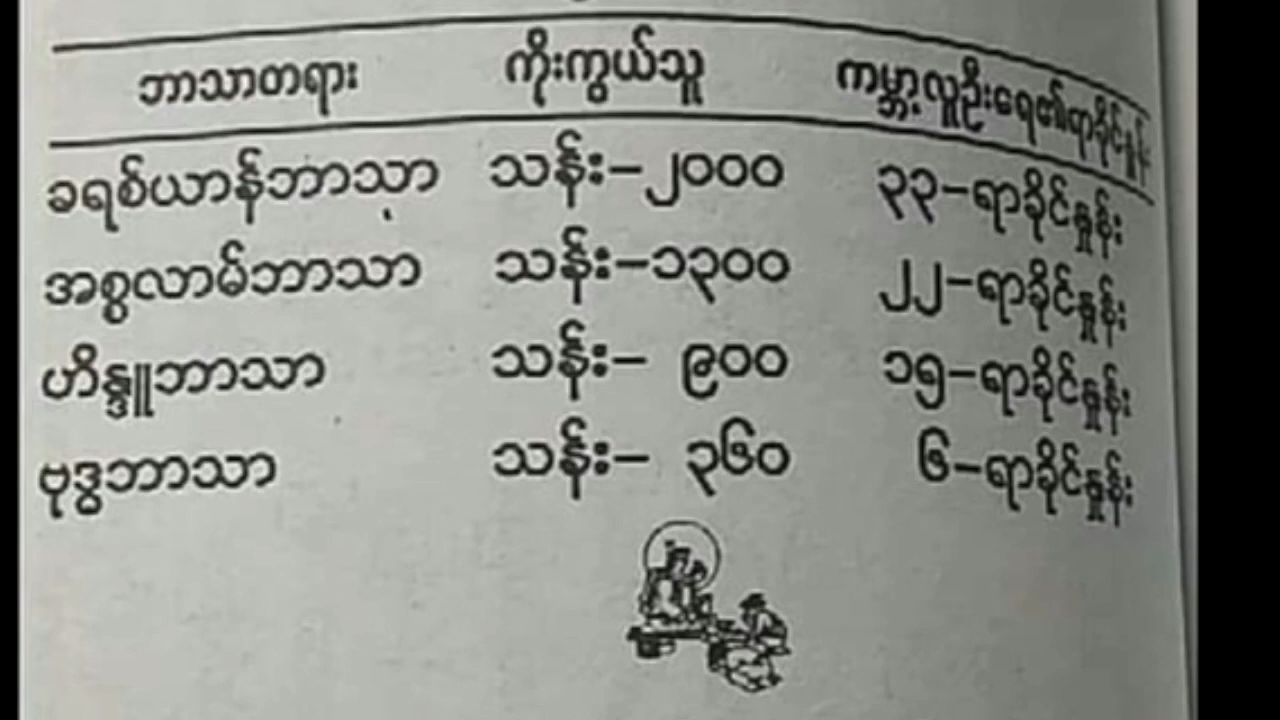 ဘာသာတရား ကိုးကွယ်သူ ကမ္ဘာ့လူဦးရေ၏ရာခိုင်နှုန်း
ခရစ်ယာန်ဘာသာ သန်း–၂၀၀၀ ၃၃–ရာခိုင်နှုန်း
အစ္စလာမ်ဘာသာ သန်း–၁၃၀၀ ၂၂–ရာခိုင်နှုန်း
ဟိန္ဒူဘာသာ သန်း– ၉၀၀ ၁၅–ရာခိုင်နှုန်း
ဗုဒ္ဓဘာသာ သန်း– ၃၆၀ ၆–ရာခိုင်နှုန်း